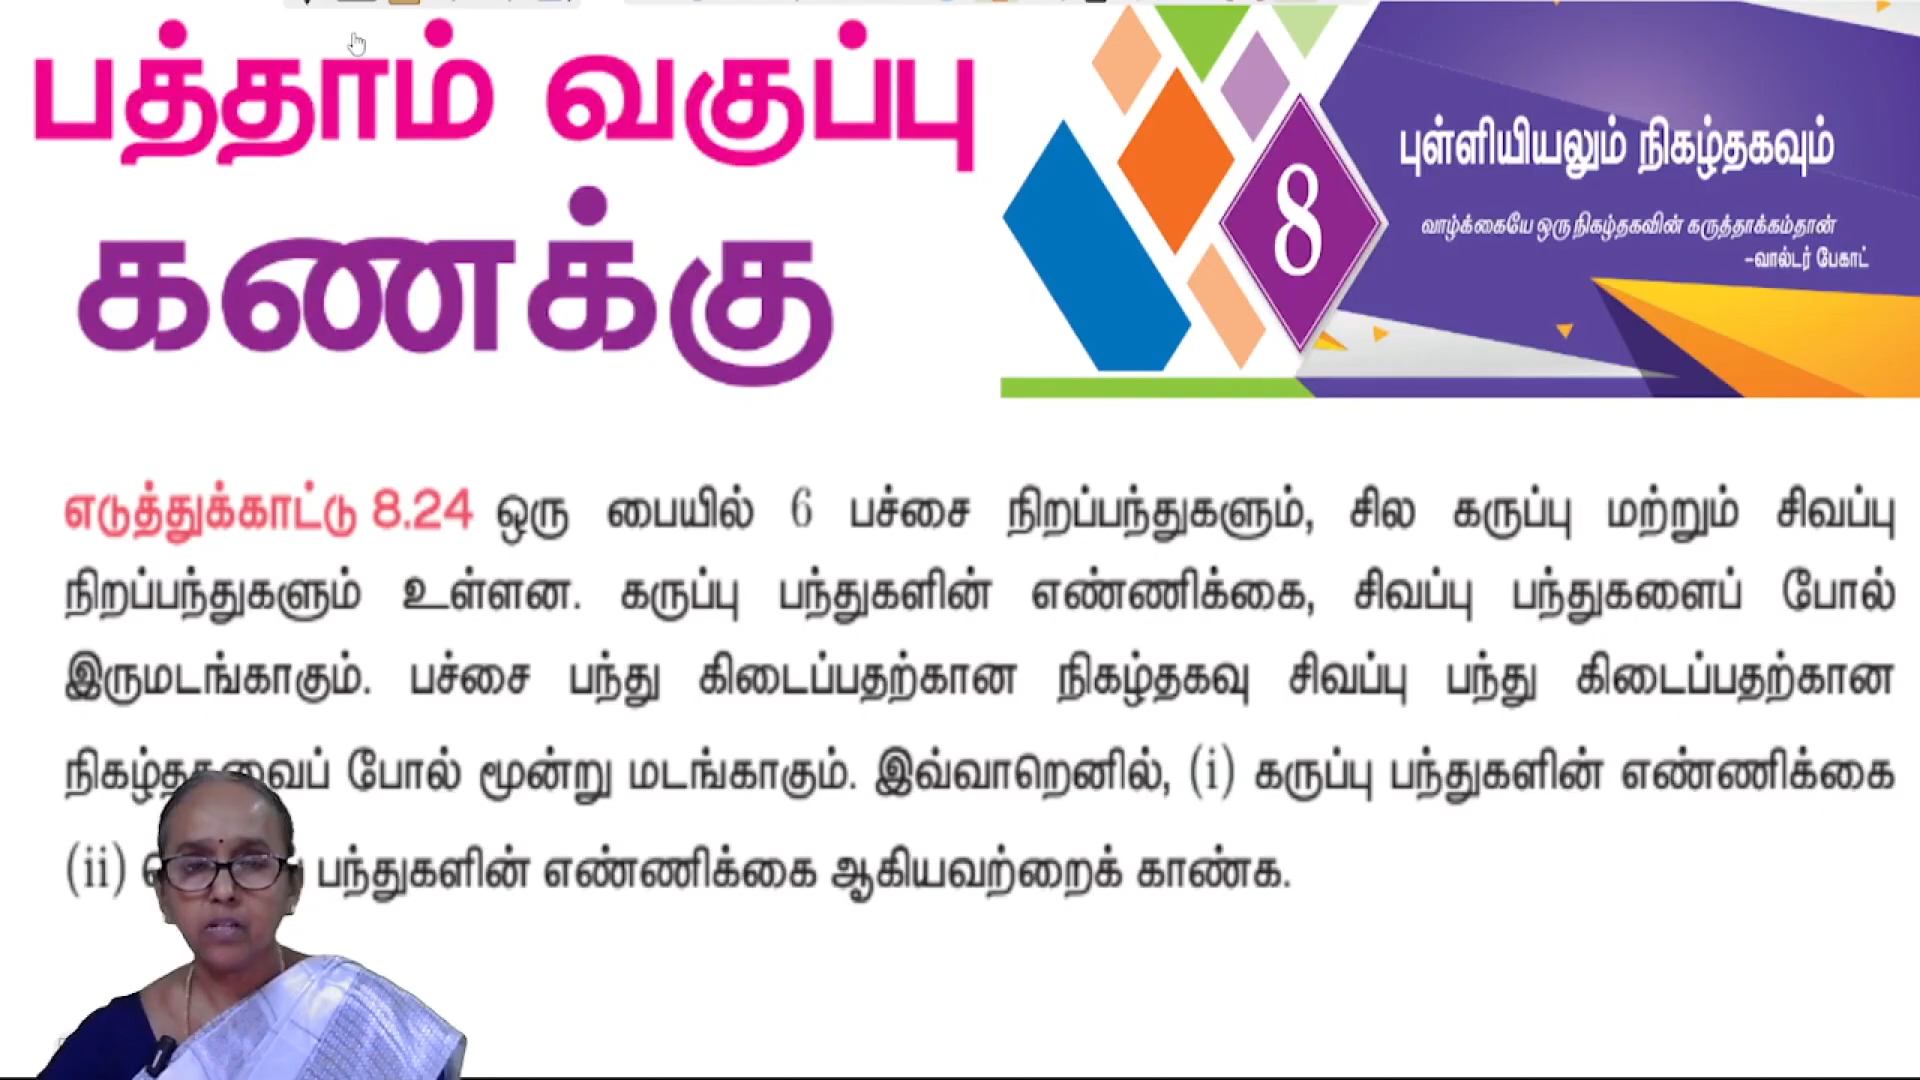 பத்தாம் வகுப்பு
கணக்கு
8
புள்ளியியலும் நிகழ்தகவும்
வாழ்க்கையே ஒரு நிகழ்தகவின் கருத்தாக்கம்தான்
-வால்டர் பேகாட்
எடுத்துக்காட்டு 8.24 ஒரு பையில் 6 பச்சை நிறப்பந்துகளும், சில கருப்பு மற்றும் சிவப்பு
நிறப்பந்துகளும் உள்ளன. கருப்பு பந்துகளின் எண்ணிக்கை, சிவப்பு பந்துகளைப் போல்
இருமடங்காகும். பச்சை பந்து கிடைப்பதற்கான நிகழ்தகவு சிவப்பு பந்து கிடைப்பதற்கான
நிகழ்தகவைப் போல் மூன்று மடங்காகும். இவ்வாறெனில், (i) கருப்பு பந்துகளின் எண்ணிக்கை
(ii) பந்துகளின் எண்ணிக்கை ஆகியவற்றைக் காண்க.